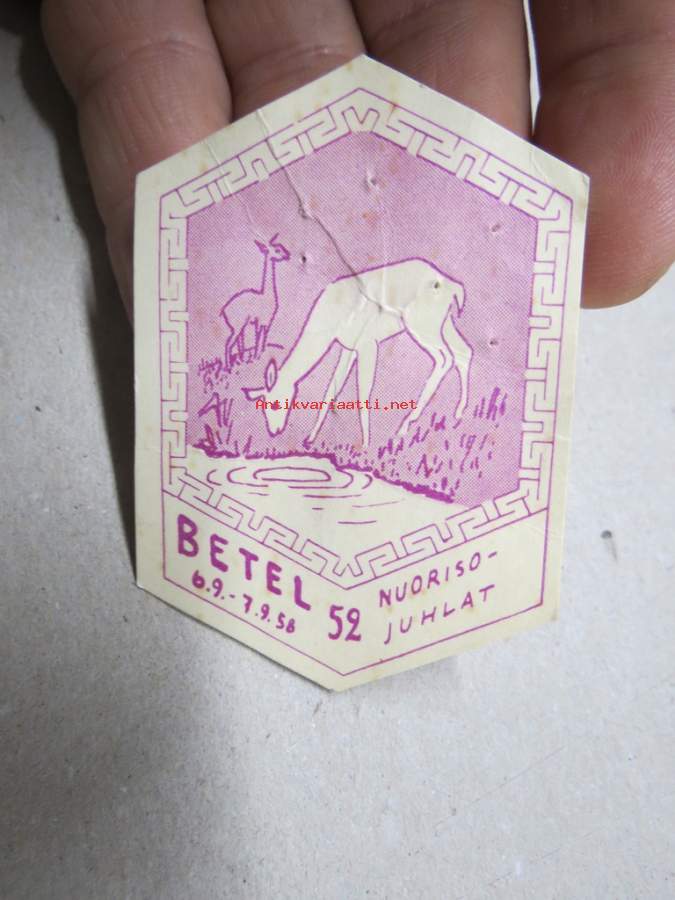 Antikvariaatti.net
BETEL
6.9.-7.9.58
52
NUORISO-
JUHLAT